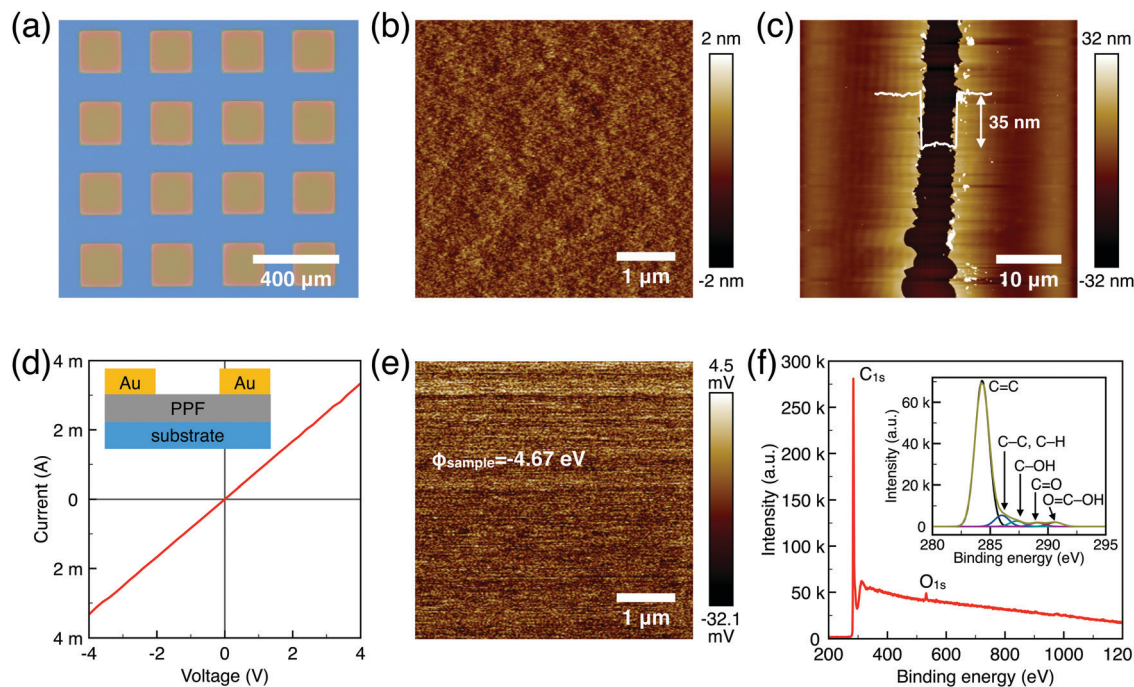 (a)
400 μm
(b)
1 μm
2 nm
-2 nm
(c)
35 nm
10 μm
32 nm
-32 nm
(d)
4 m
2 m
0
2 m
4 m
Current (A)
Au
Au
PPF
substrate
-4
-2
0
2
4
Voltage (V)
(e)
Φsample=-4.67 eV
1 μm
4.5
mV
-32.1
mV
(f)
300 k
250 k
200 k
150 k
100 k
50 k
0
Intensity (a.u.)
C1s
O1s
200
400
600
800
1000
1200
Binding energy (eV)
60 k
40 k
20 k
0
Intensity (a.u.)
C=C
C–C, C–H
C–OH
C=O
O=C–OH
280
285
290
295
Binding energy (eV)